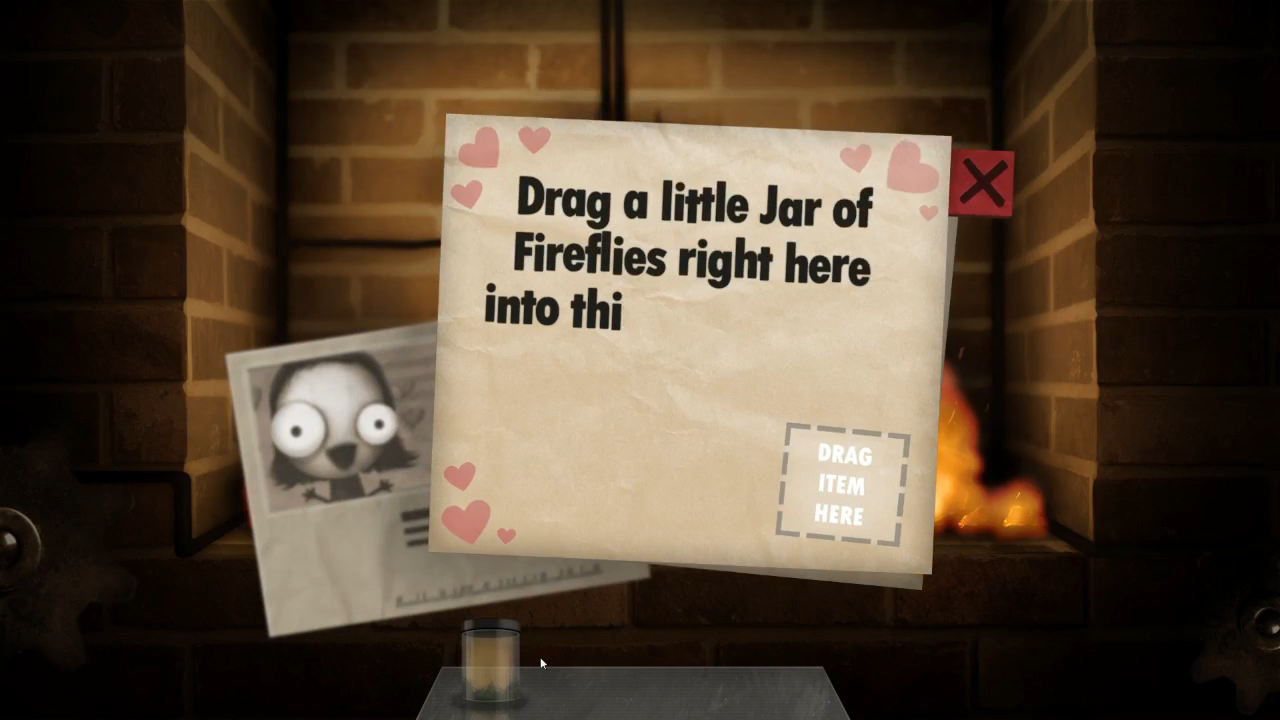 Drag a little Jar of
Fireflies right here
into thi
DRAG
ITEM
HERE